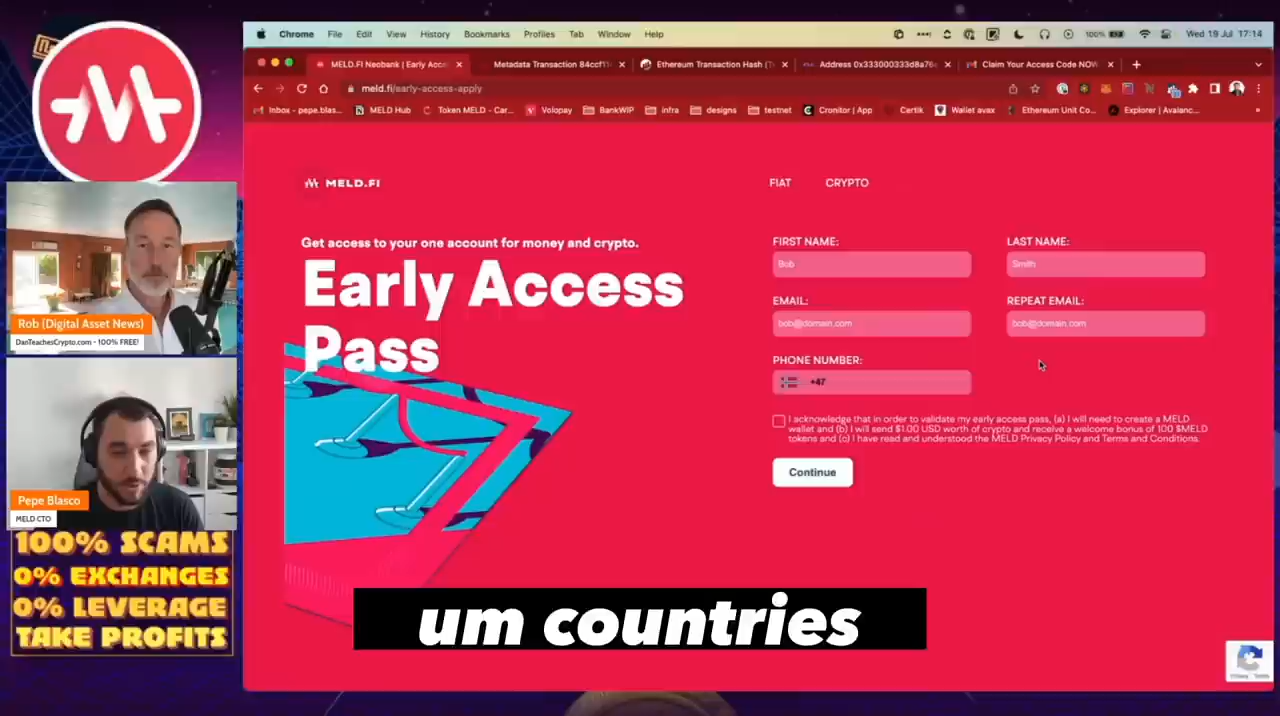 Chrome File Edit View History Bookmarks Profiles Tab Window Help
100%
Wed 19 Jul 17:14
MELD.FI Neobank | Early Acce
Metadata Transaction 84ccf11
Ethereum Transaction Hash (T
Address 0x333000333d8a76
Claim Your Access Code NOW
meld.fi/early-access-apply
Inbox - pepe.blas...
MELD Hub
Token MELD - Car...
Volopay
BankWIP
infra
designs
testnet
Cronitor | App
Certik
Wallet avax
Ethereum Unit Co...
Explorer | Avalanc...
MELD.FI
FIAT
CRYPTO
Get access to your one account for money and crypto.
Early Access
Pass
FIRST NAME:
LAST NAME:
Bob
Smith
EMAIL:
REPEAT EMAIL:
bob@domain.com
bob@domain.com
PHONE NUMBER:
+47
I acknowledge that in order to validate my early access pass, (a) I will need to create a MELD
wallet and (b) I will send $1.00 USD worth of crypto and receive a welcome bonus of 100 $MELD
tokens and (c) I have read and understood the MELD Privacy Policy and Terms and Conditions.
Continue
Rob (Digital Asset News)
DanTeachesCrypto.com - 100% FREE!
Pepe Blasco
MELD CTO
100% SCAMS
0% EXCHANGES
0% LEVERAGE
TAKE PROFITS
um countries